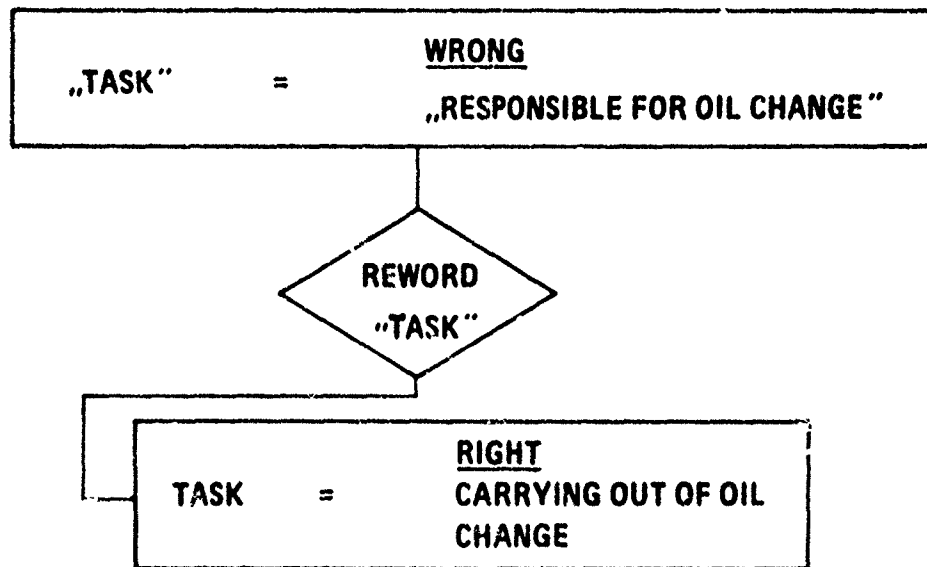 WRONG
„TASK" = „RESPONSIBLE FOR OIL CHANGE"
REWORD
„TASK"
RIGHT
TASK = CARRYING OUT OF OIL
CHANGE